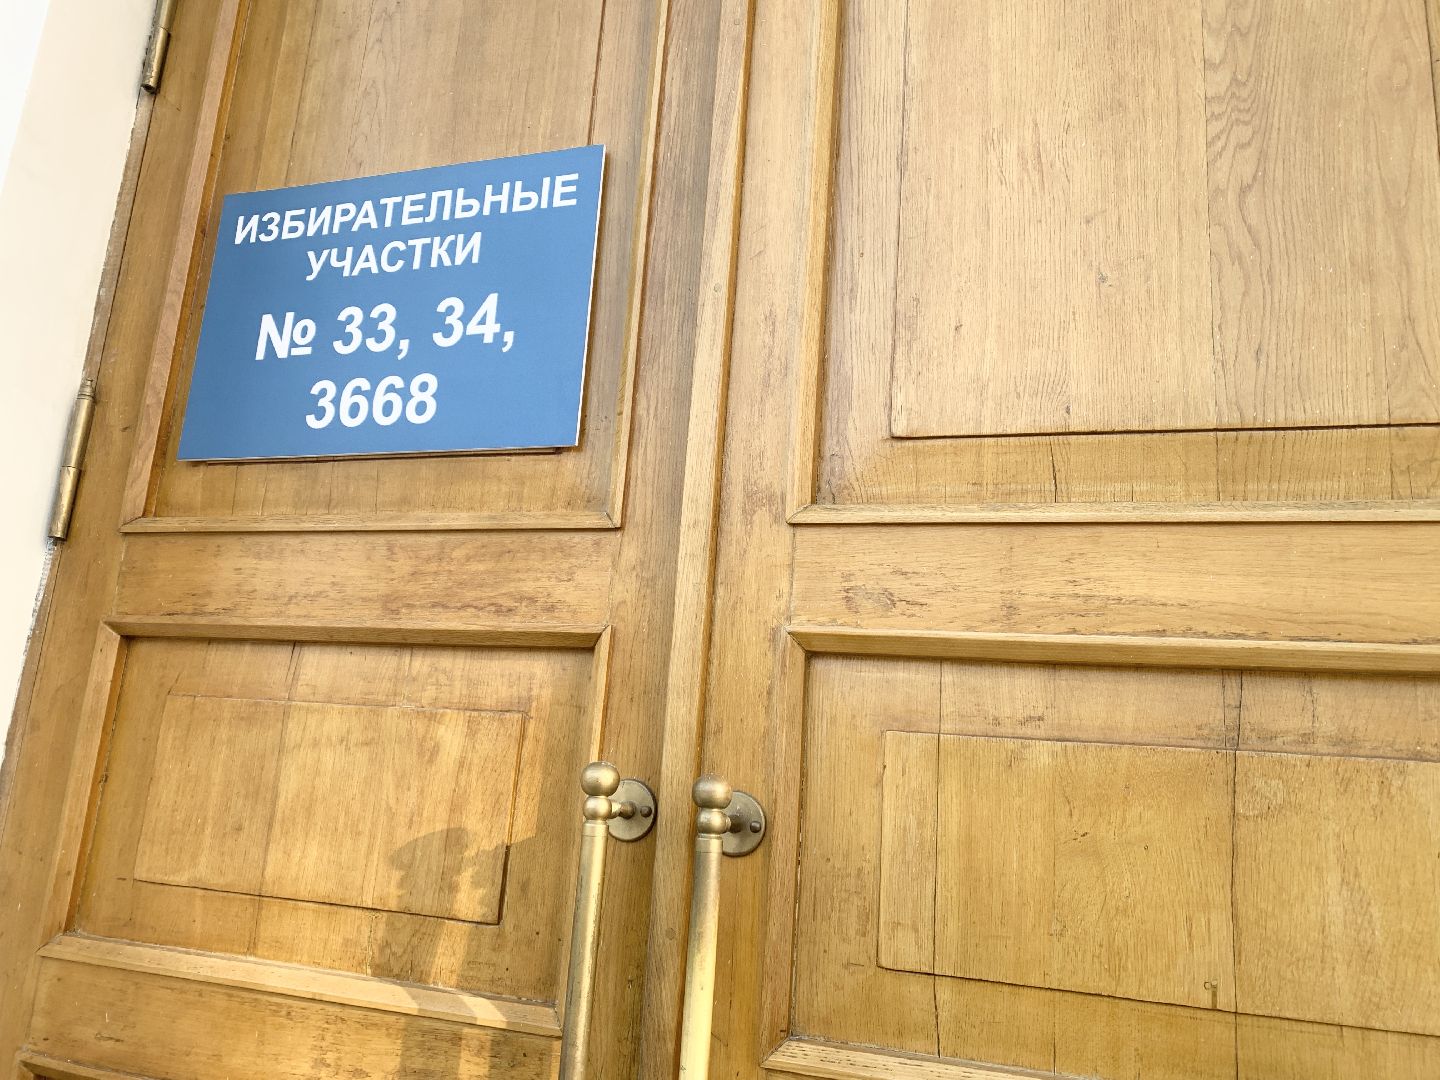 ИЗБИРАТЕЛЬНЫЕ
УЧАСТКИ
№ 33, 34,
3668